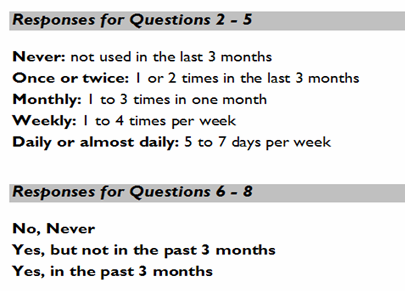 Responses for Questions 2 - 5
Never: not used in the last 3 months
Once or twice: 1 or 2 times in the last 3 months
Monthly: 1 to 3 times in one month
Weekly: 1 to 4 times per week
Daily or almost daily: 5 to 7 days per week
Responses for Questions 6 - 8
No, Never
Yes, but not in the past 3 months
Yes, in the past 3 months